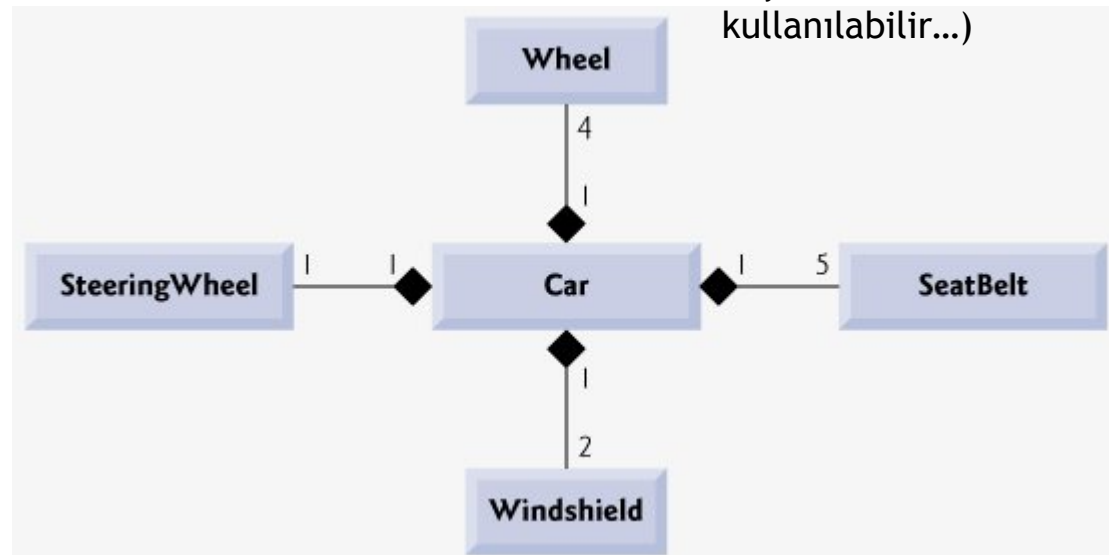 kullanılabilir…)
Wheel
4
1
SteeringWheel 1 1 Car 1 5 SeatBelt
1
2
Windshield